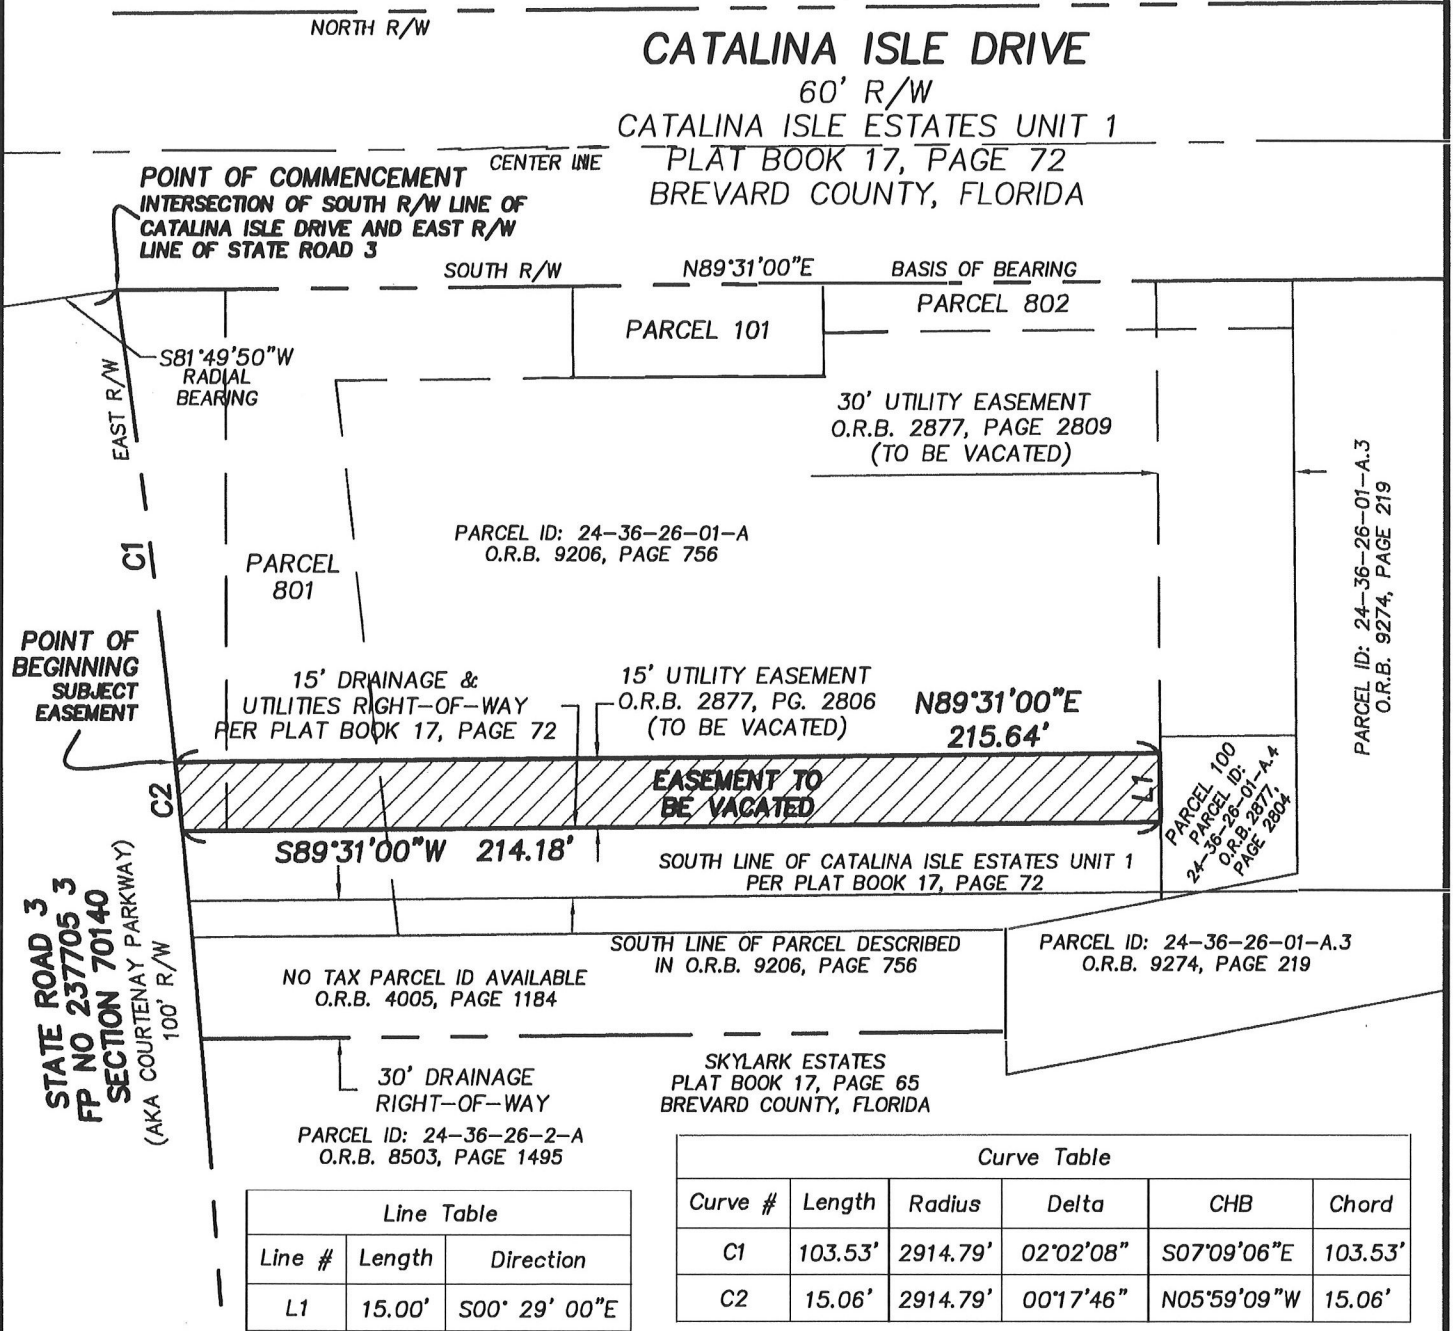 NORTH R/W
CATALINA ISLE DRIVE
60' R/W
CATALINA ISLE ESTATES UNIT 1
CENTER LINE
PLAT BOOK 17, PAGE 72
BREVARD COUNTY, FLORIDA
POINT OF COMMENCEMENT
INTERSECTION OF SOUTH R/W LINE OF
CATALINA ISLE DRIVE AND EAST R/W
LINE OF STATE ROAD 3
SOUTH R/W
N89°31'00"E
BASIS OF BEARING
PARCEL 802
PARCEL 101
S81°49'50"W
RADIAL
BEARING
EAST R/W
30' UTILITY EASEMENT
O.R.B. 2877, PAGE 2809
(TO BE VACATED)
PARCEL ID: 24-36-26-01-A.3
O.R.B. 9274, PAGE 219
PARCEL ID: 24-36-26-01-A
O.R.B. 9206, PAGE 756
C1
PARCEL
801
POINT OF
BEGINNING
SUBJECT
EASEMENT
15' DRAINAGE &
UTILITIES RIGHT-OF-WAY
PER PLAT BOOK 17, PAGE 72
15' UTILITY EASEMENT
O.R.B. 2877, PG. 2806
(TO BE VACATED)
N89°31'00"E
215.64'
C2
EASEMENT TO
BE VACATED
L1
PARCEL 100
PARCEL ID:
24-36-26-01-A.4
O.R.B. 2877,
PAGE 2804
S89°31'00"W 214.18'
SOUTH LINE OF CATALINA ISLE ESTATES UNIT 1
PER PLAT BOOK 17, PAGE 72
STATE ROAD 3
FP NO 237705 3
SECTION 70140
(AKA COURTENAY PARKWAY)
100' R/W
SOUTH LINE OF PARCEL DESCRIBED
IN O.R.B. 9206, PAGE 756
PARCEL ID: 24-36-26-01-A.3
O.R.B. 9274, PAGE 219
NO TAX PARCEL ID AVAILABLE
O.R.B. 4005, PAGE 1184
30' DRAINAGE
RIGHT-OF-WAY
SKYLARK ESTATES
PLAT BOOK 17, PAGE 65
BREVARD COUNTY, FLORIDA
PARCEL ID: 24-36-26-2-A
O.R.B. 8503, PAGE 1495
Line Table
Line # Length Direction
L1 15.00' S00° 29' 00"E
Curve Table
Curve # Length Radius Delta CHB Chord
C1 103.53' 2914.79' 02°02'08" S07°09'06"E 103.53'
C2 15.06' 2914.79' 00°17'46" N05°59'09"W 15.06'